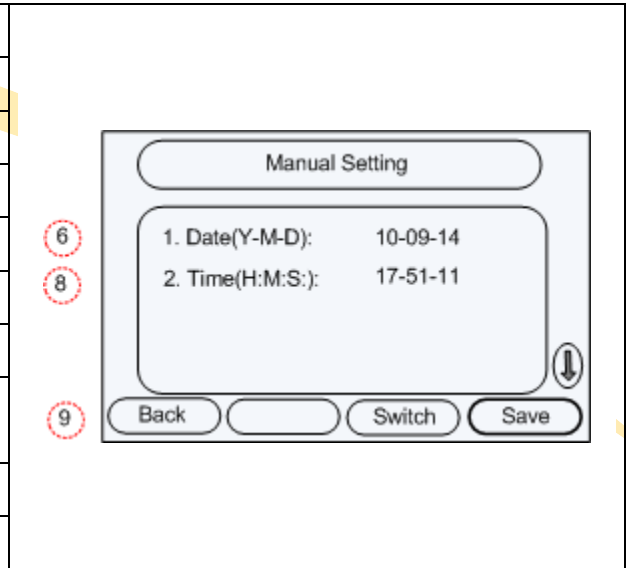 Manual Setting
6 1. Date(Y-M-D): 10-09-14
8 2. Time(H:M:S:): 17-51-11
9 Back Switch Save